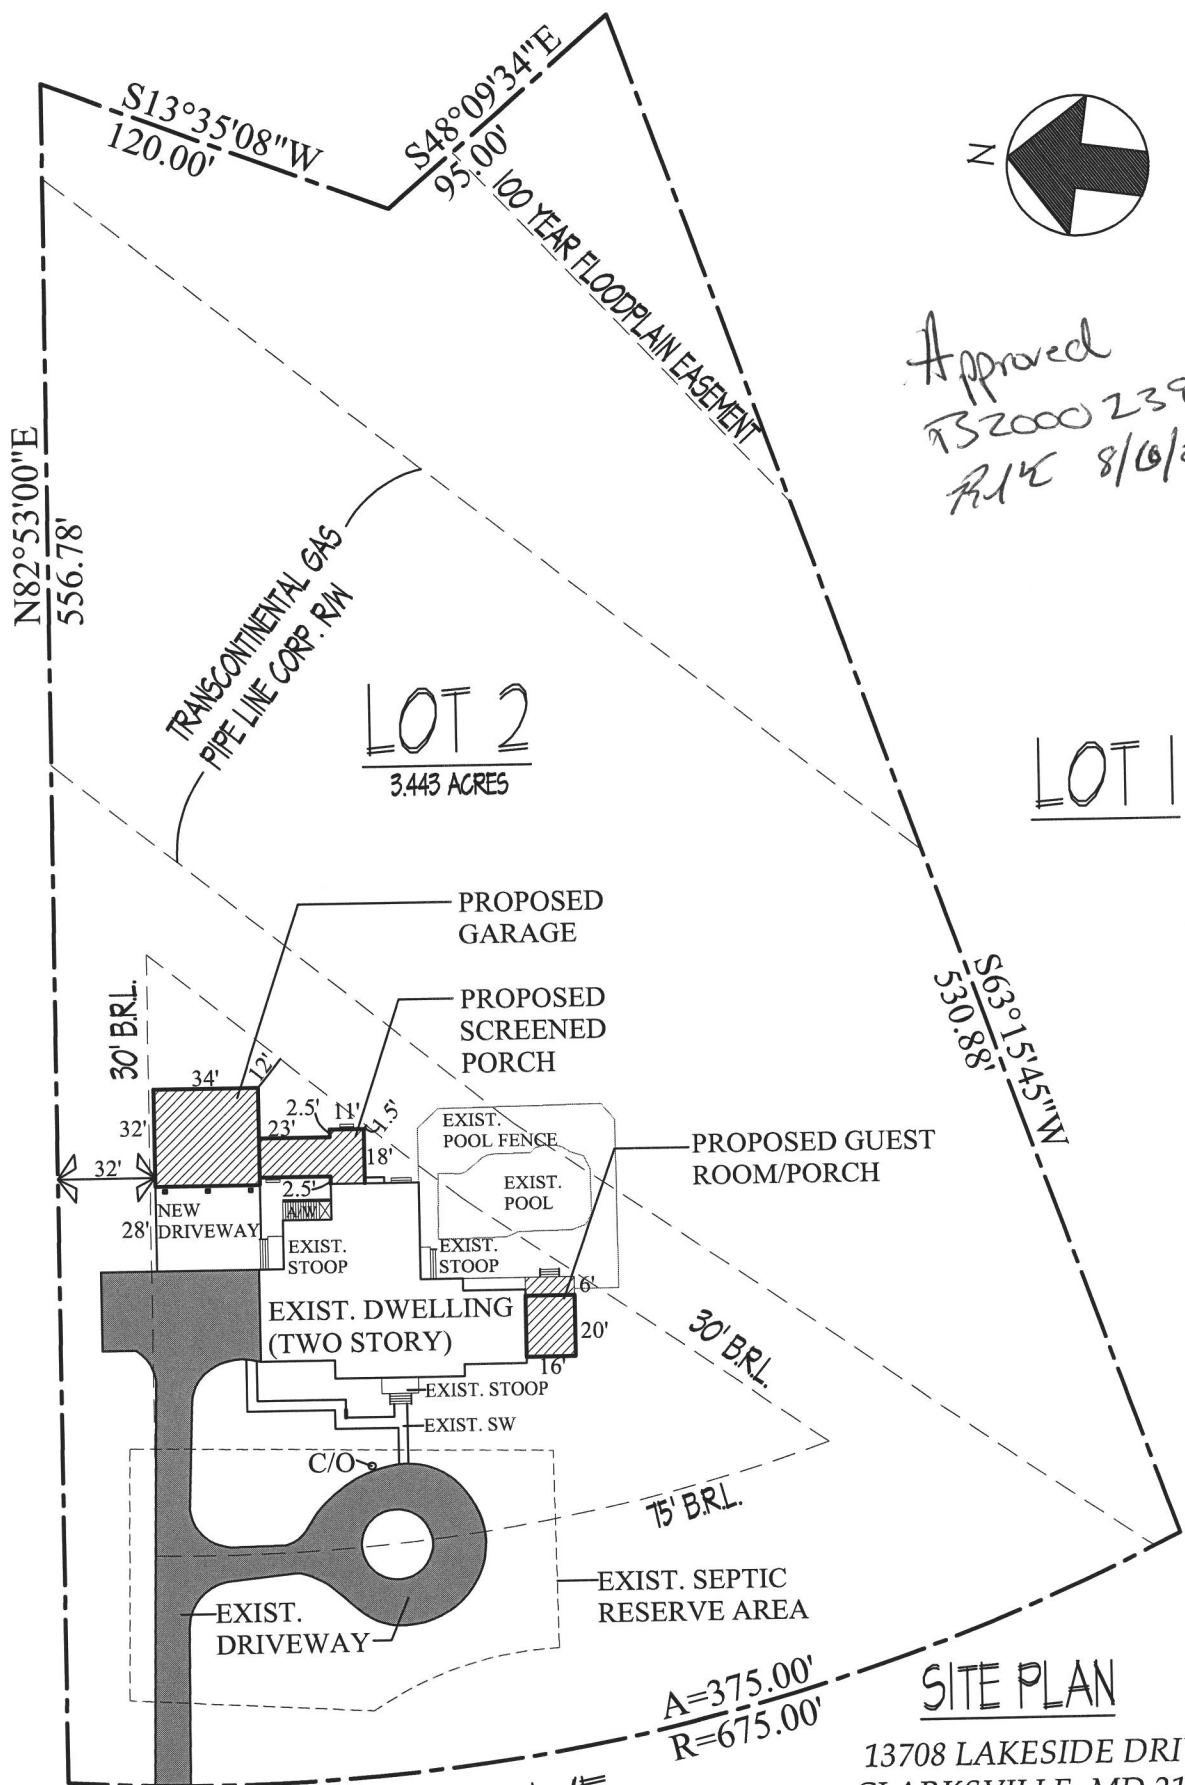 S13°35'08"W
120.00'
S48°09'34"E
95.00'
100 YEAR FLOODPLAIN EASEMENT
N
Approved
N82°53'00"E
556.78'
TRANSCONTINENTAL GAS
PIPE LINE CORP. R/W
LOT 2
3.443 ACRES
LOT 1
PROPOSED
GARAGE
PROPOSED
SCREENED
PORCH
S63°15'45"W
530.88'
30' B.R.L.
34'
12'
2.5'
11'
1.5'
23'
32'
18'
32'
2.5'
EXIST.
POOL FENCE
EXIST.
POOL
PROPOSED GUEST
ROOM/PORCH
NEW
DRIVEWAY
28'
A/W
EXIST.
STOOP
EXIST.
STOOP
6'
EXIST. DWELLING
(TWO STORY)
20'
16'
30' B.R.L.
EXIST. STOOP
EXIST. SW
C/O
75' B.R.L.
EXIST. SEPTIC
RESERVE AREA
EXIST.
DRIVEWAY
A=375.00'
R=675.00'
SITE PLAN
13708 LAKESIDE